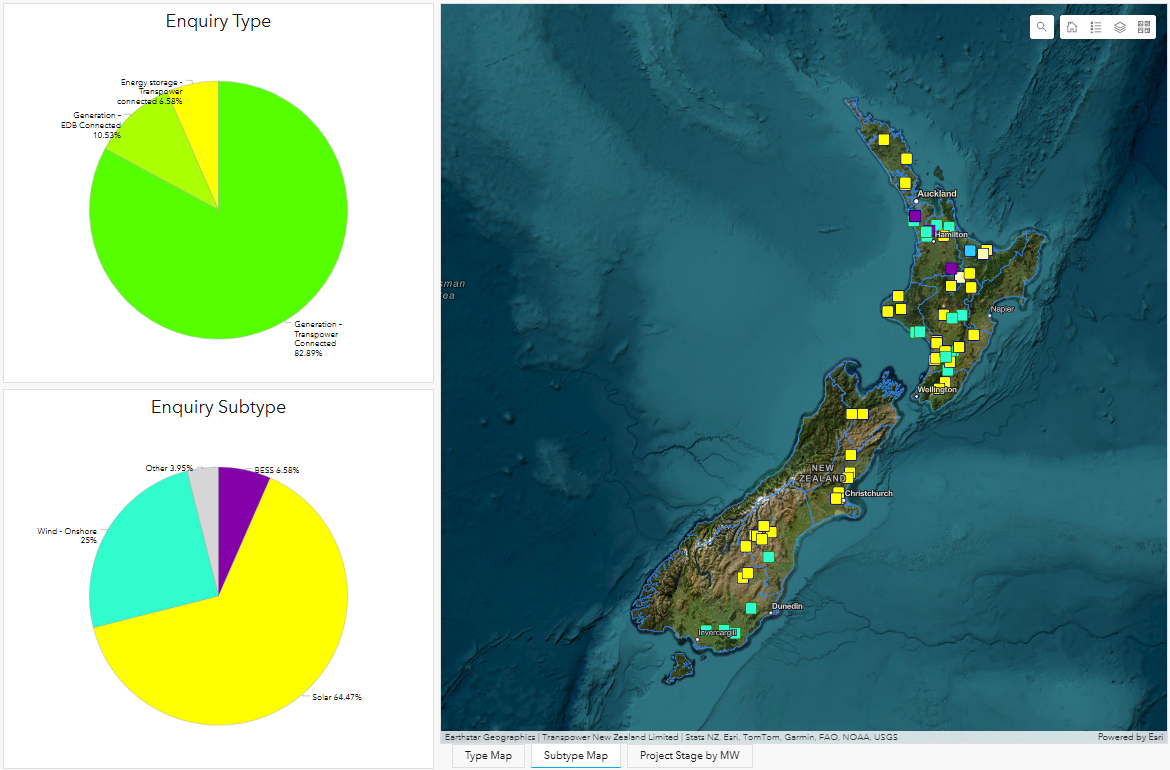 Enquiry Type
Energy storage -
Transpower
connected 6.58%
Generation -
EDB Connected
10.53%
Generation -
Transpower
Connected
82.89%
Enquiry Subtype
Other 3.95%
BESS 6.58%
Wind - Onshore
25%
Solar 64.47%
Auckland
Hamilton
sman
ea
Napier
Wellington
NEW
ZEALAND
Christchurch
Dunedin
Invercargill
Earthstar Geographics | Transpower New Zealand Limited | Stats NZ, Esri, TomTom, Garmin, FAO, NOAA, USGS
Powered by Esri
Type Map
Subtype Map
Project Stage by MW